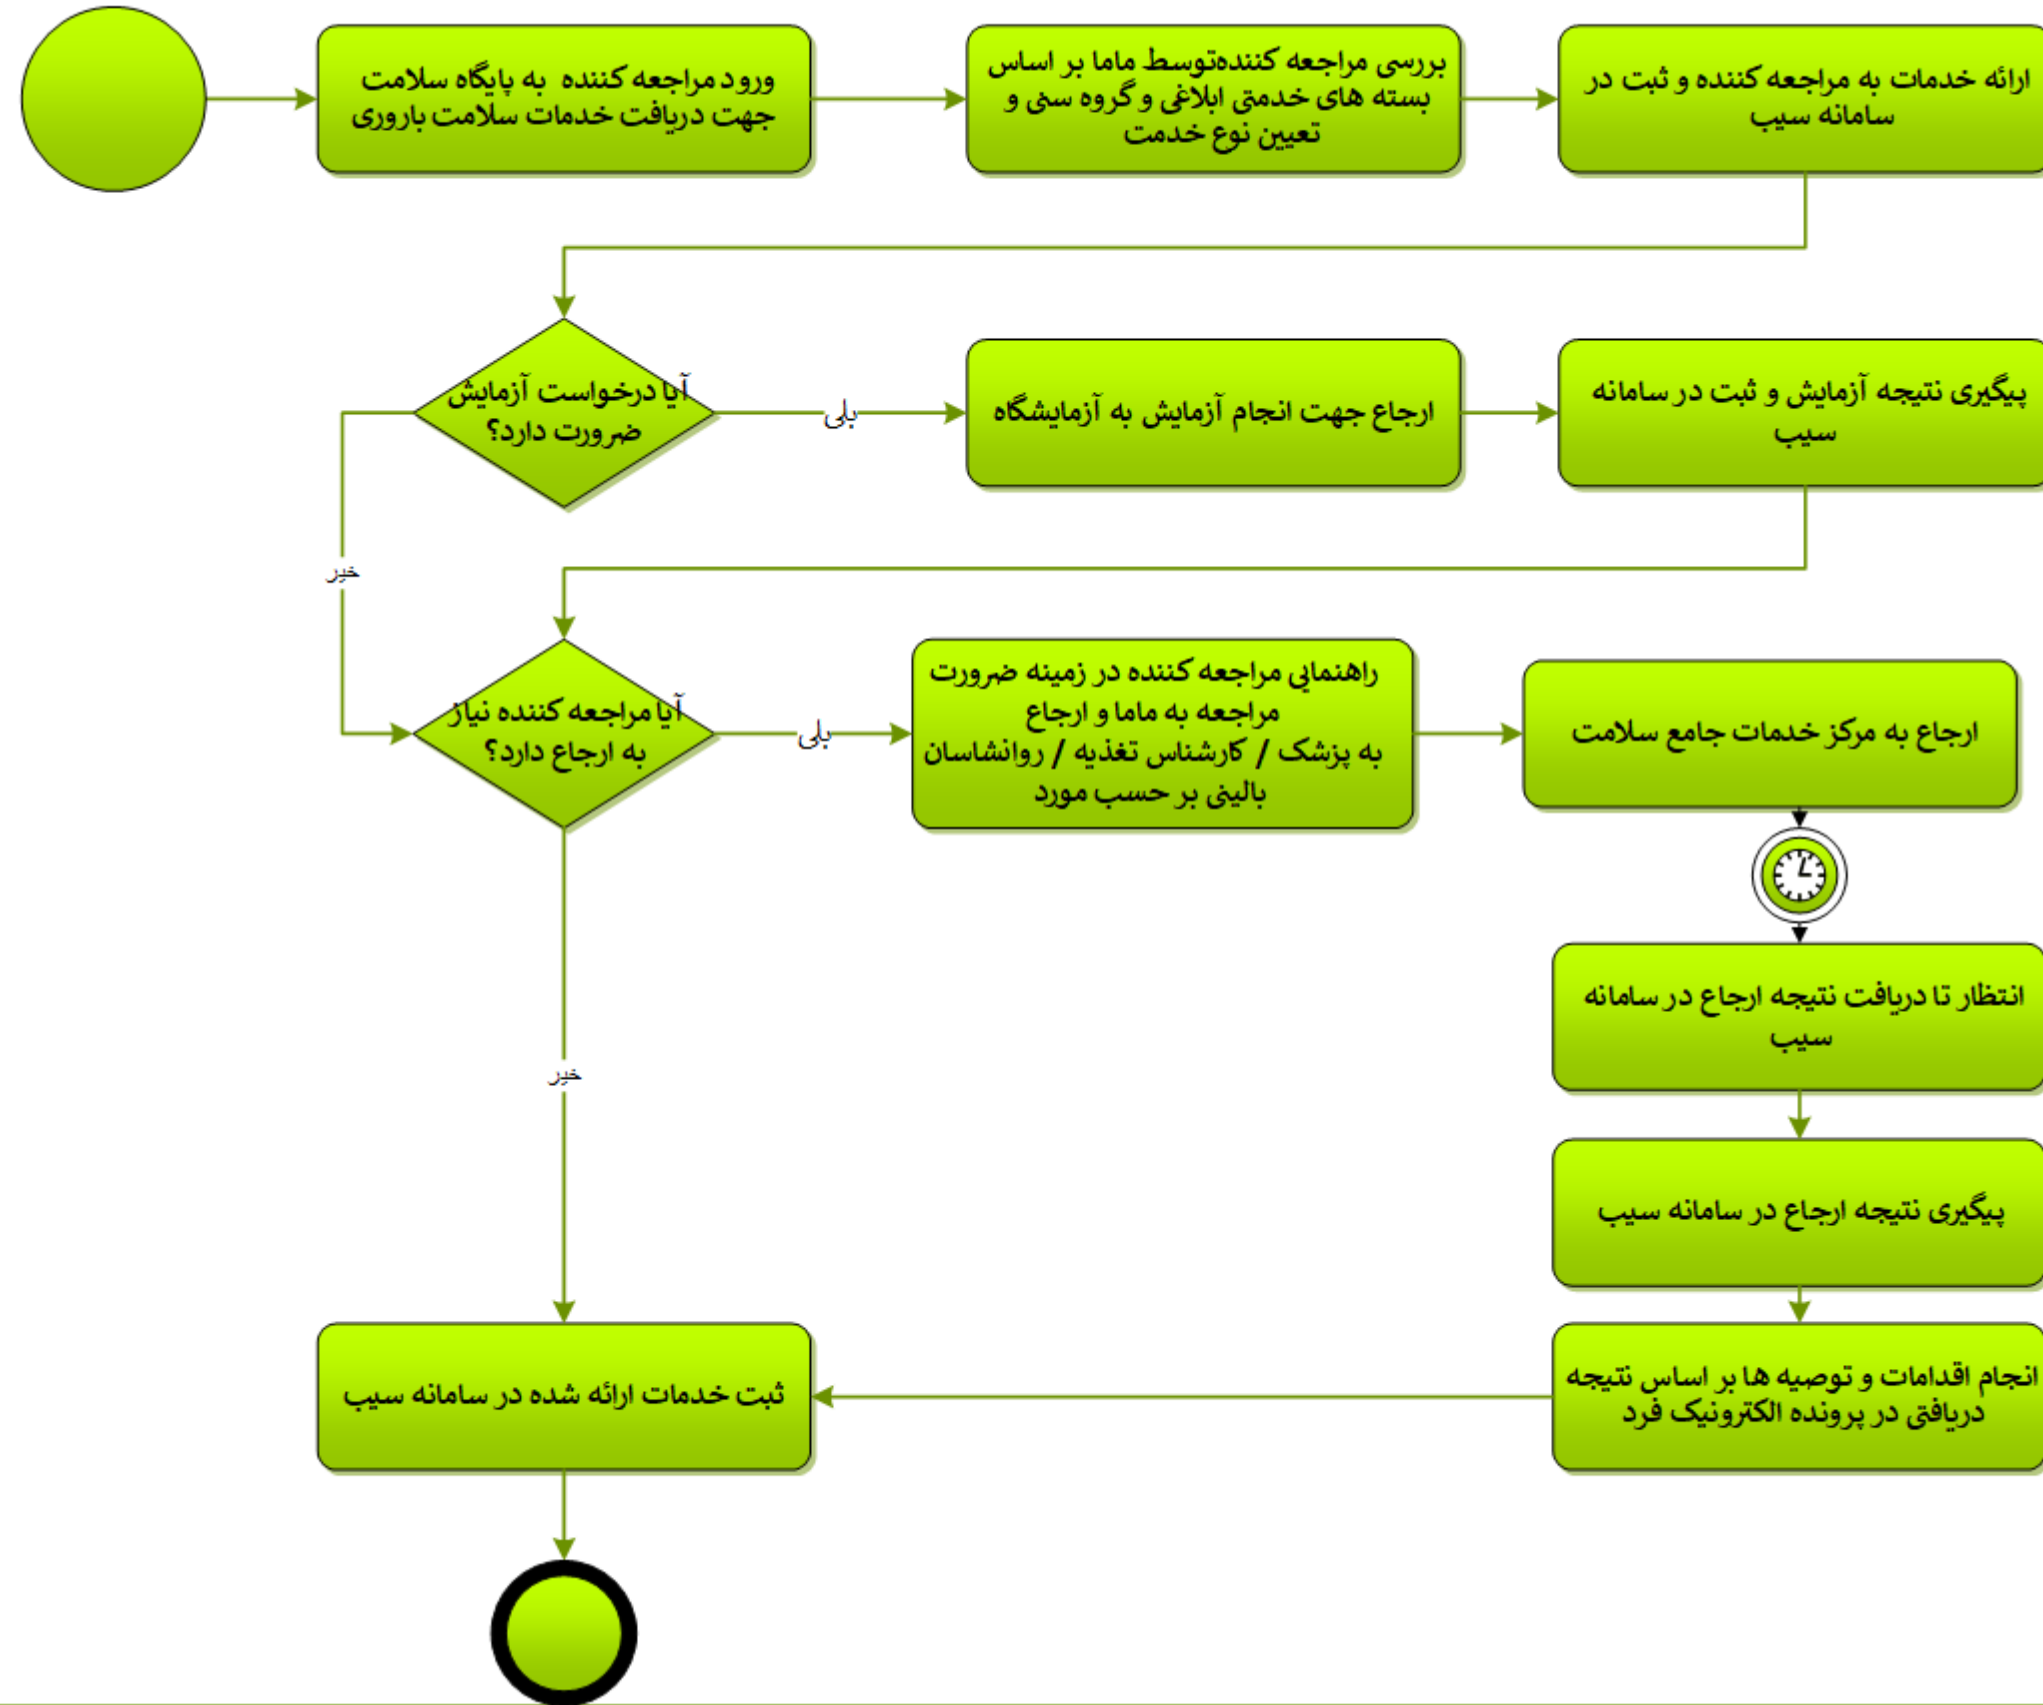 ورود مراجعه کننده به پایگاه سلامت
جهت دریافت خدمات سلامت باروری
بررسی مراجعه کنندهتوسط ماما بر اساس
بسته های خدمتی ابلاغی و گروه سنی و
تعیین نوع خدمت
ارائه خدمات به مراجعه کننده و ثبت در
سامانه سیب
آیا درخواست آزمایش
ضرورت دارد؟
بلی
ارجاع جهت انجام آزمایش به آزمایشگاه
پیگیری نتیجه آزمایش و ثبت در سامانه
سیب
خیر
آیا مراجعه کننده نیاز
به ارجاع دارد؟
بلی
راهنمایی مراجعه کننده در زمینه ضرورت
مراجعه به ماما و ارجاع
به پزشک / کارشناس تغذیه / روانشاسان
بالینی بر حسب مورد
ارجاع به مرکز خدمات جامع سلامت
انتظار تا دریافت نتیجه ارجاع در سامانه
سیب
خیر
پیگیری نتیجه ارجاع در سامانه سیب
انجام اقدامات و توصیه ها بر اساس نتیجه
دریافتی در پرونده الکترونیک فرد
ثبت خدمات ارائه شده در سامانه سیب